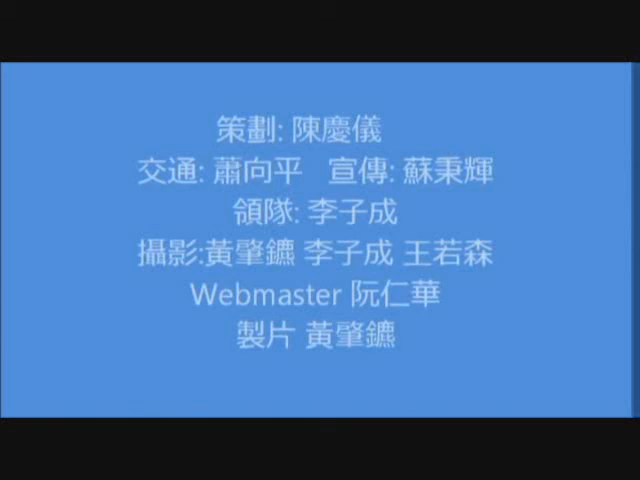 策劃: 陳慶儀
交通: 蕭向平 宣傳: 蘇秉輝
領隊: 李子成
攝影:黃肇鑣 李子成 王若森
Webmaster 阮仁華
製片 黃肇鑣